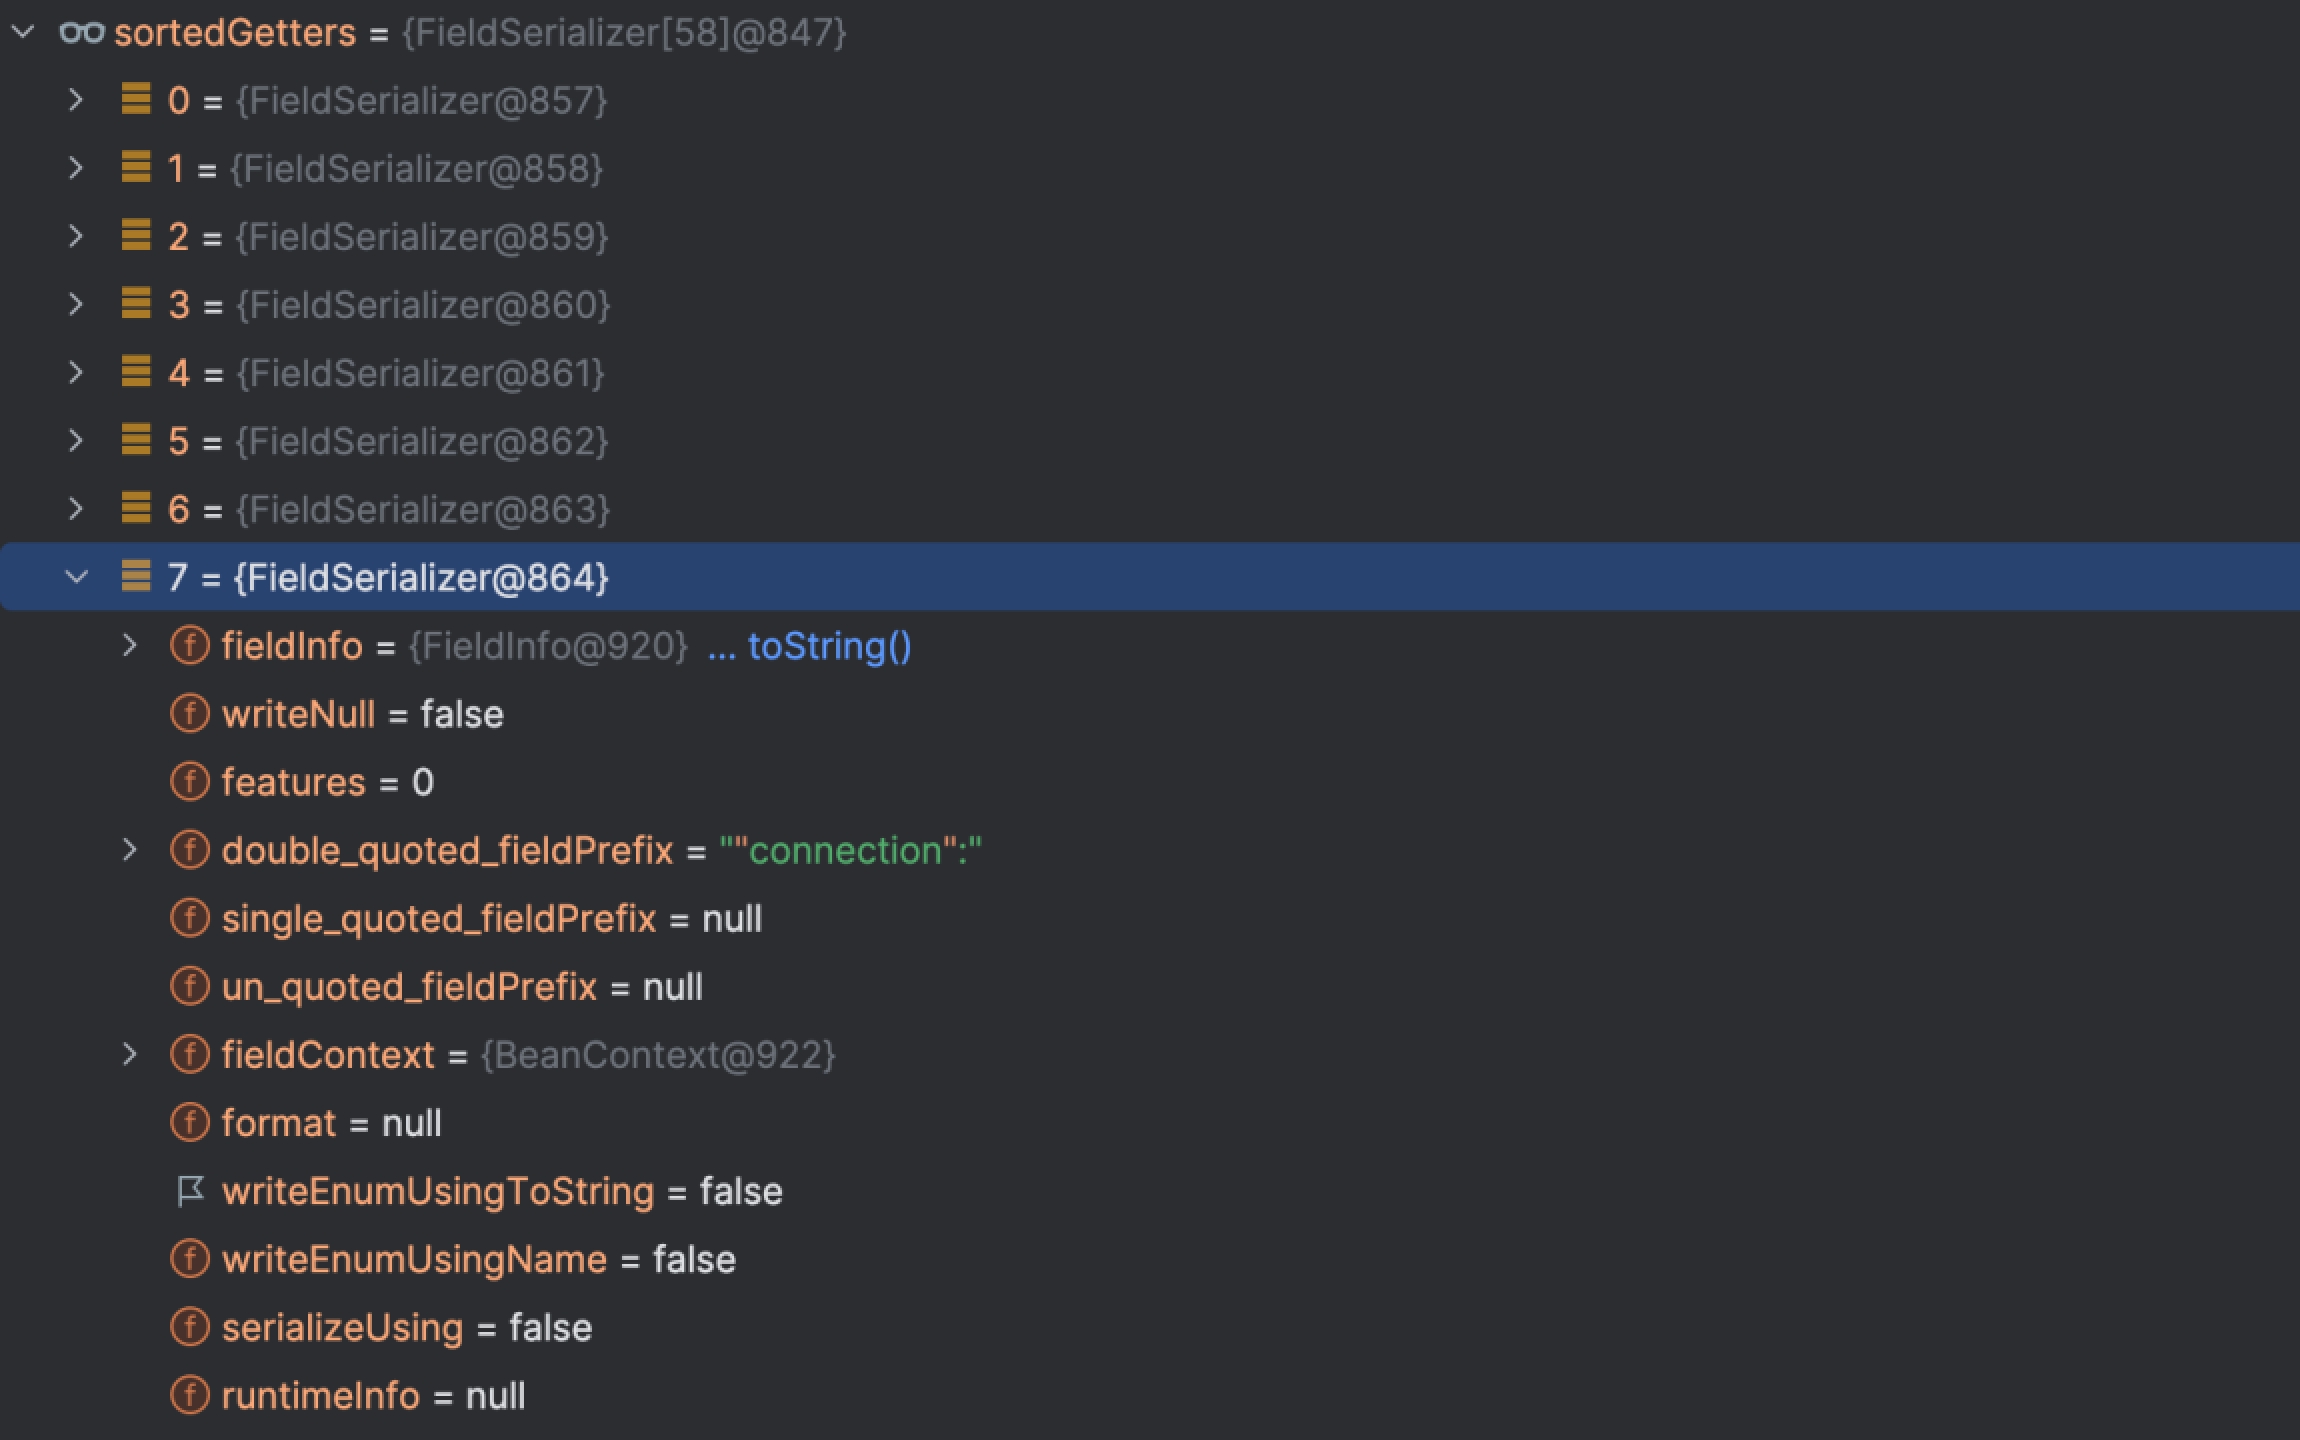 sortedGetters = {FieldSerializer[58]@847}
0 = {FieldSerializer@857}
1 = {FieldSerializer@858}
2 = {FieldSerializer@859}
3 = {FieldSerializer@860}
4 = {FieldSerializer@861}
5 = {FieldSerializer@862}
6 = {FieldSerializer@863}
7 = {FieldSerializer@864}
fieldInfo = {FieldInfo@920} ... toString()
writeNull = false
features = 0
double_quoted_fieldPrefix = ""connection":"
single_quoted_fieldPrefix = null
un_quoted_fieldPrefix = null
fieldContext = {BeanContext@922}
format = null
writeEnumUsingToString = false
writeEnumUsingName = false
serializeUsing = false
runtimeInfo = null